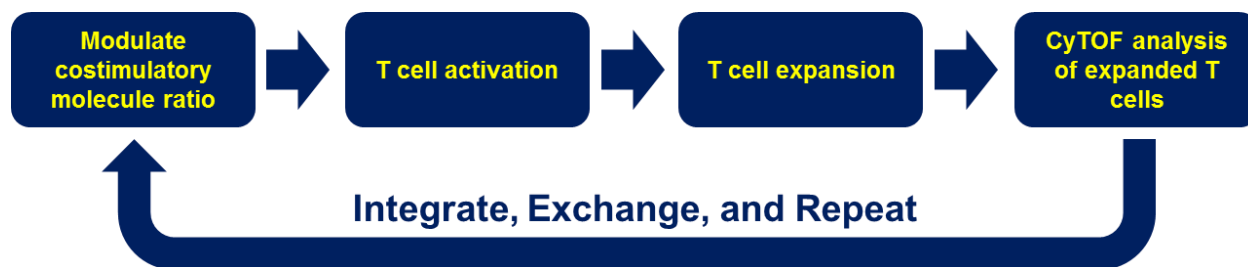 Modulate
costimulatory
molecule ratio
T cell activation
T cell expansion
CyTOF analysis
of expanded T
cells
Integrate, Exchange, and Repeat